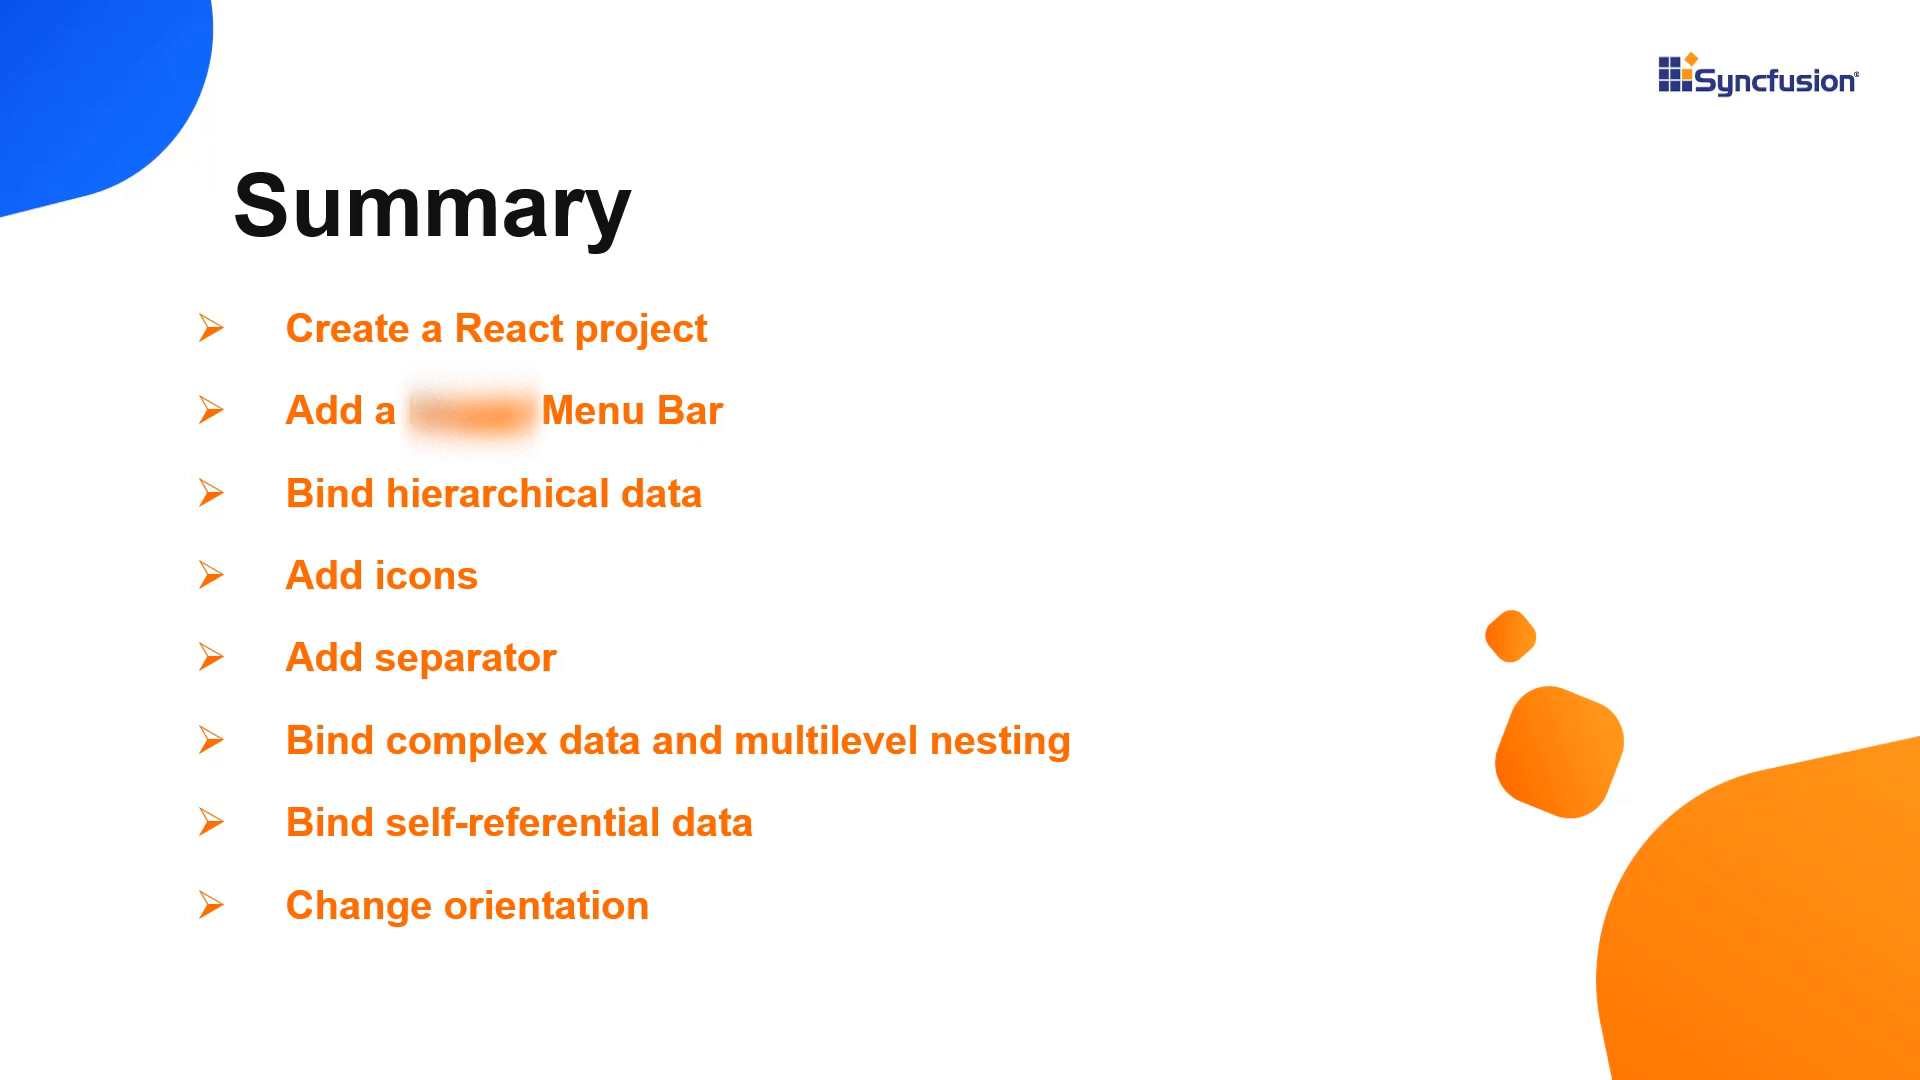 Syncfusion
Summary
➢ Create a React project
➢ Add a Menu Bar
➢ Bind hierarchical data
➢ Add icons
➢ Add separator
➢ Bind complex data and multilevel nesting
➢ Bind self-referential data
➢ Change orientation